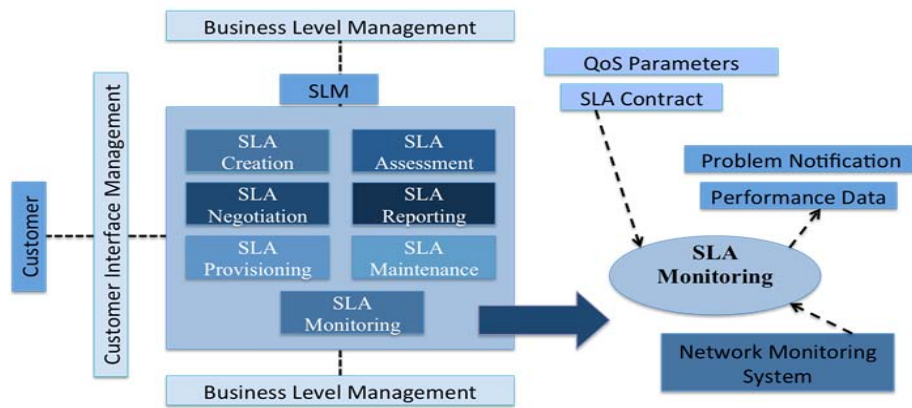 Business Level Management
SLM
Customer
Customer Interface Management
SLA
Creation
SLA
Assessment
SLA
Negotiation
SLA
Reporting
SLA
Provisioning
SLA
Maintenance
SLA
Monitoring
Business Level Management
QoS Parameters
SLA Contract
Problem Notification
Performance Data
SLA
Monitoring
Network Monitoring
System